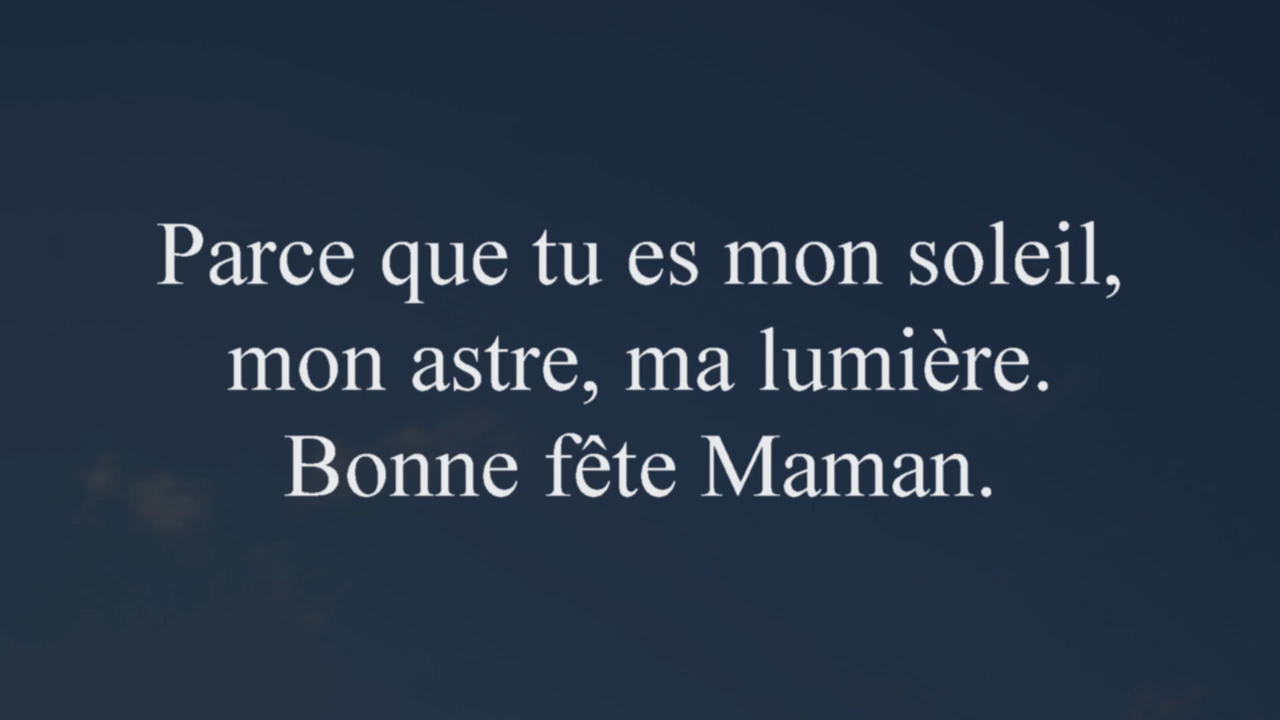 Parce que tu es mon soleil,
mon astre, ma lumière.
Bonne fête Maman.